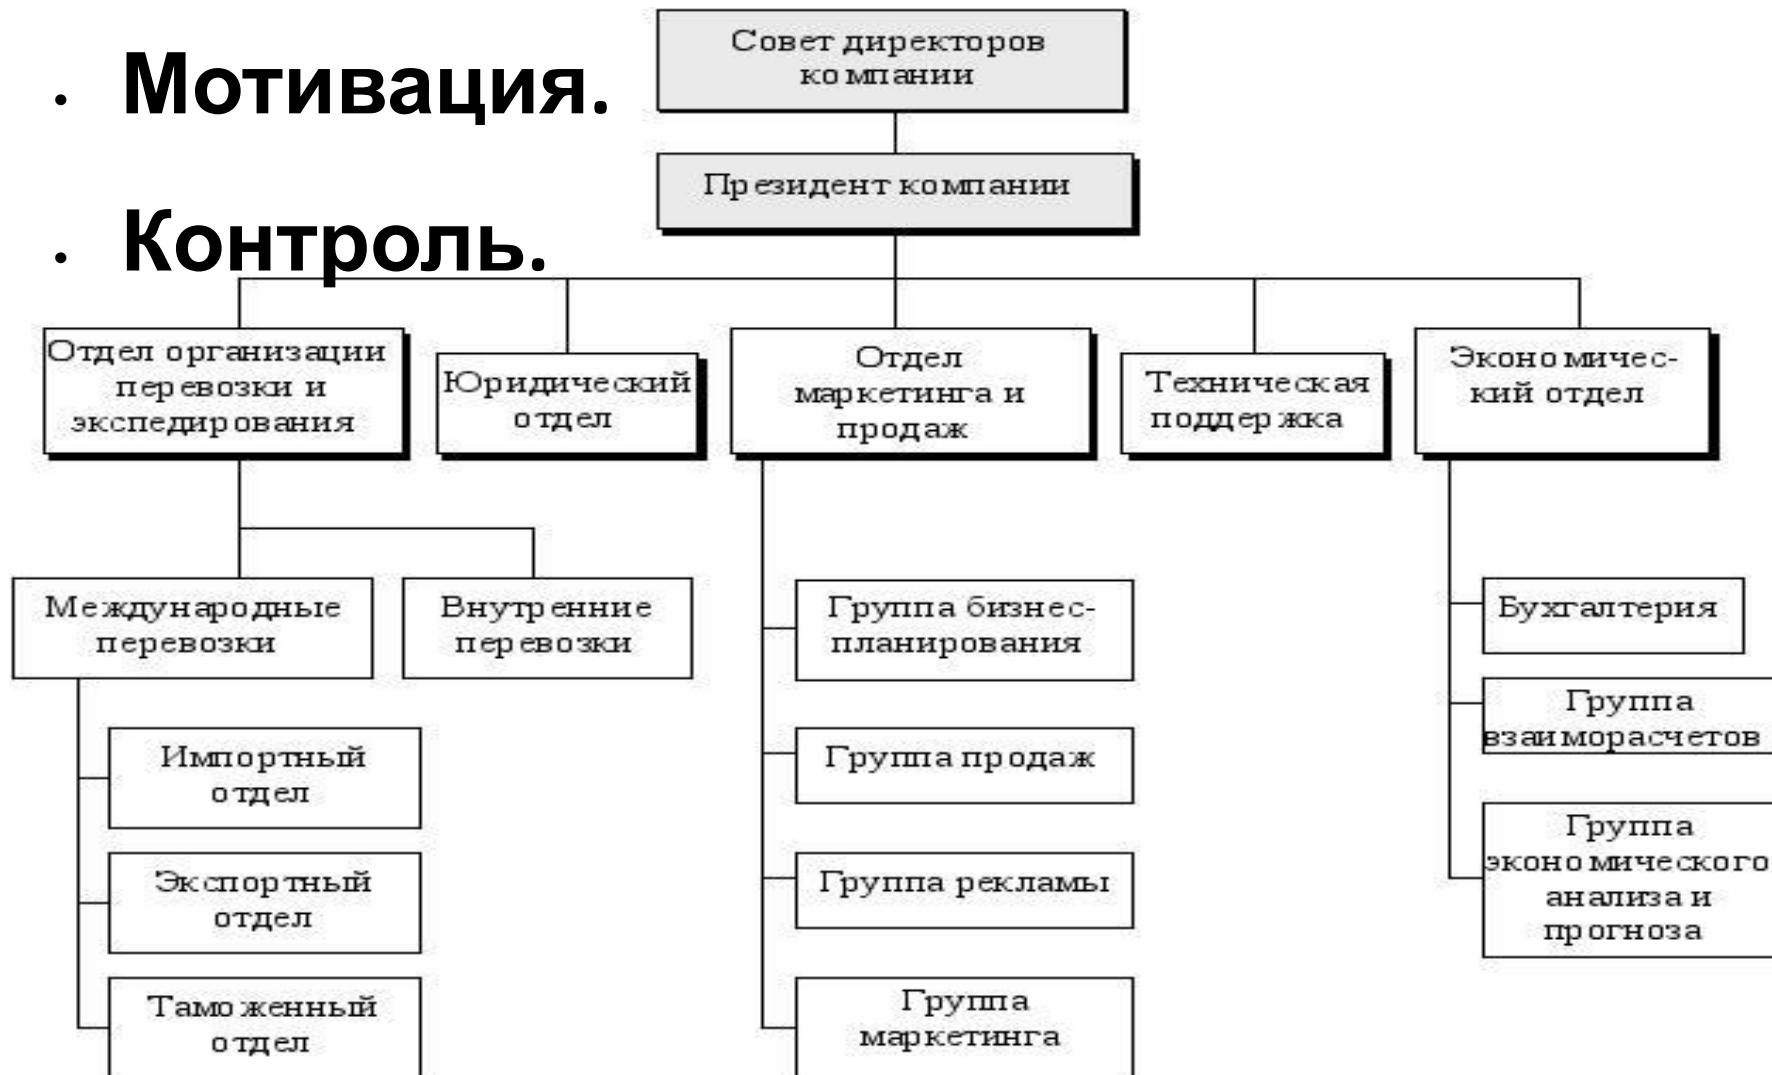 • Мотивация.
• Контроль.
Совет директоров
компании
Президент компании
Отдел организации
перевозки и
экспедирования
Юридический
отдел
Отдел
маркетинга и
продаж
Техническая
поддержка
Экономичес-
кий отдел
Международные
перевозки
Внутренние
перевозки
Импортный
отдел
Экспортный
отдел
Таможенный
отдел
Группа бизнес-
планирования
Группа продаж
Группа рекламы
Группа
маркетинга
Бухгалтерия
Группа
взаиморасчетов
Группа
экономического
анализа и
прогноза